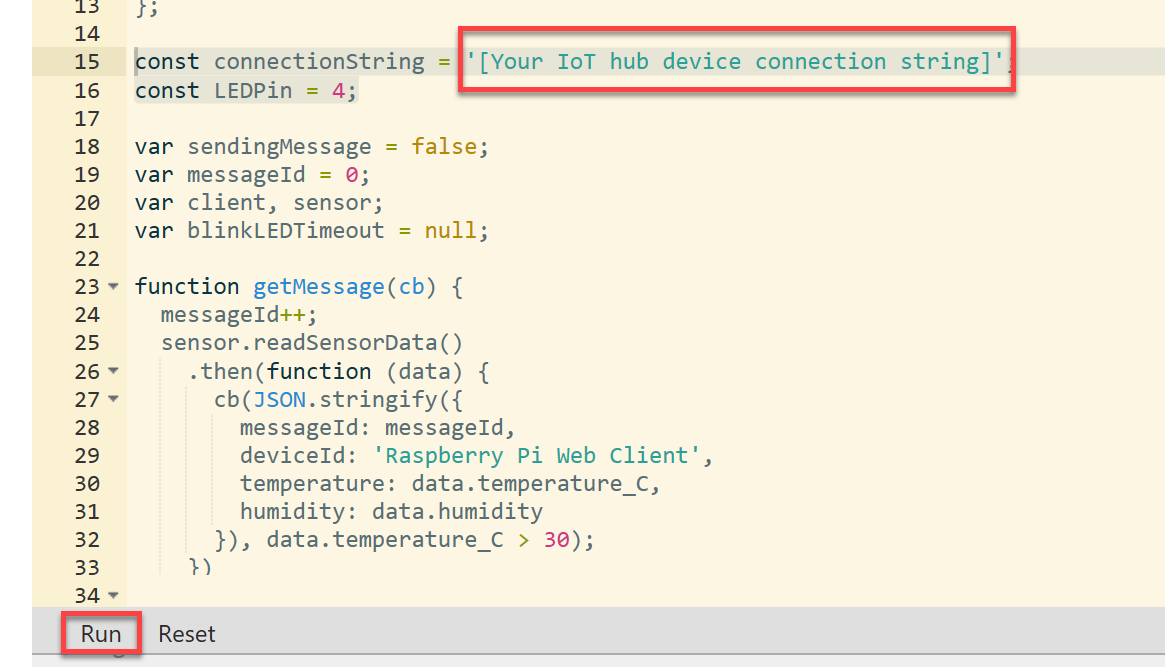 13 };
14
15 const connectionString = '[Your IoT hub device connection string]';
16 const LEDPin = 4;
17
18 var sendingMessage = false;
19 var messageId = 0;
20 var client, sensor;
21 var blinkLEDTimeout = null;
22
23 function getMessage(cb) {
24 messageId++;
25 sensor.readSensorData()
26 .then(function (data) {
27 cb(JSON.stringify({
28 messageId: messageId,
29 deviceId: 'Raspberry Pi Web Client',
30 temperature: data.temperature_C,
31 humidity: data.humidity
32 }), data.temperature_C > 30);
33 })
34
Run Reset